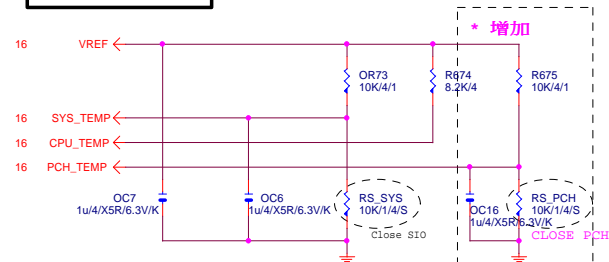 * 增加
16 VREF
OR73 R674 R675
10K/4/1 8.2K/4 10K/4/1
16 SYS_TEMP
16 CPU_TEMP
16 PCH_TEMP
OC7 OC6 RS_SYS OC16 RS_PCH
1u/4/X5R/6.3V/K 1u/4/X5R/6.3V/K 10K/1/4/S 1u/4/X5R/6.3V/K 10K/1/4/S
Close SIO CLOSE PCH